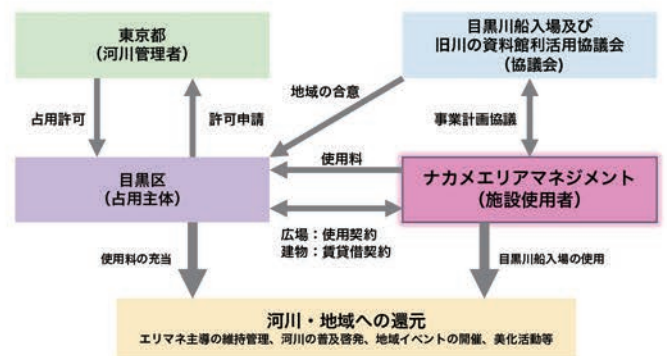 東京都
(河川管理者)
目黒川船入場及び
旧川の資料館利活用協議会
(協議会)
地域の合意
占用許可
許可申請
事業計画協議
使用料
目黒区
(占用主体)
ナカメエリアマネジメント
(施設使用者)
広場：使用契約
建物：賃貸借契約
使用料の充当
目黒川船入場の使用
河川・地域への還元
エリマネ主導の維持管理、河川の普及啓発、地域イベントの開催、美化活動等